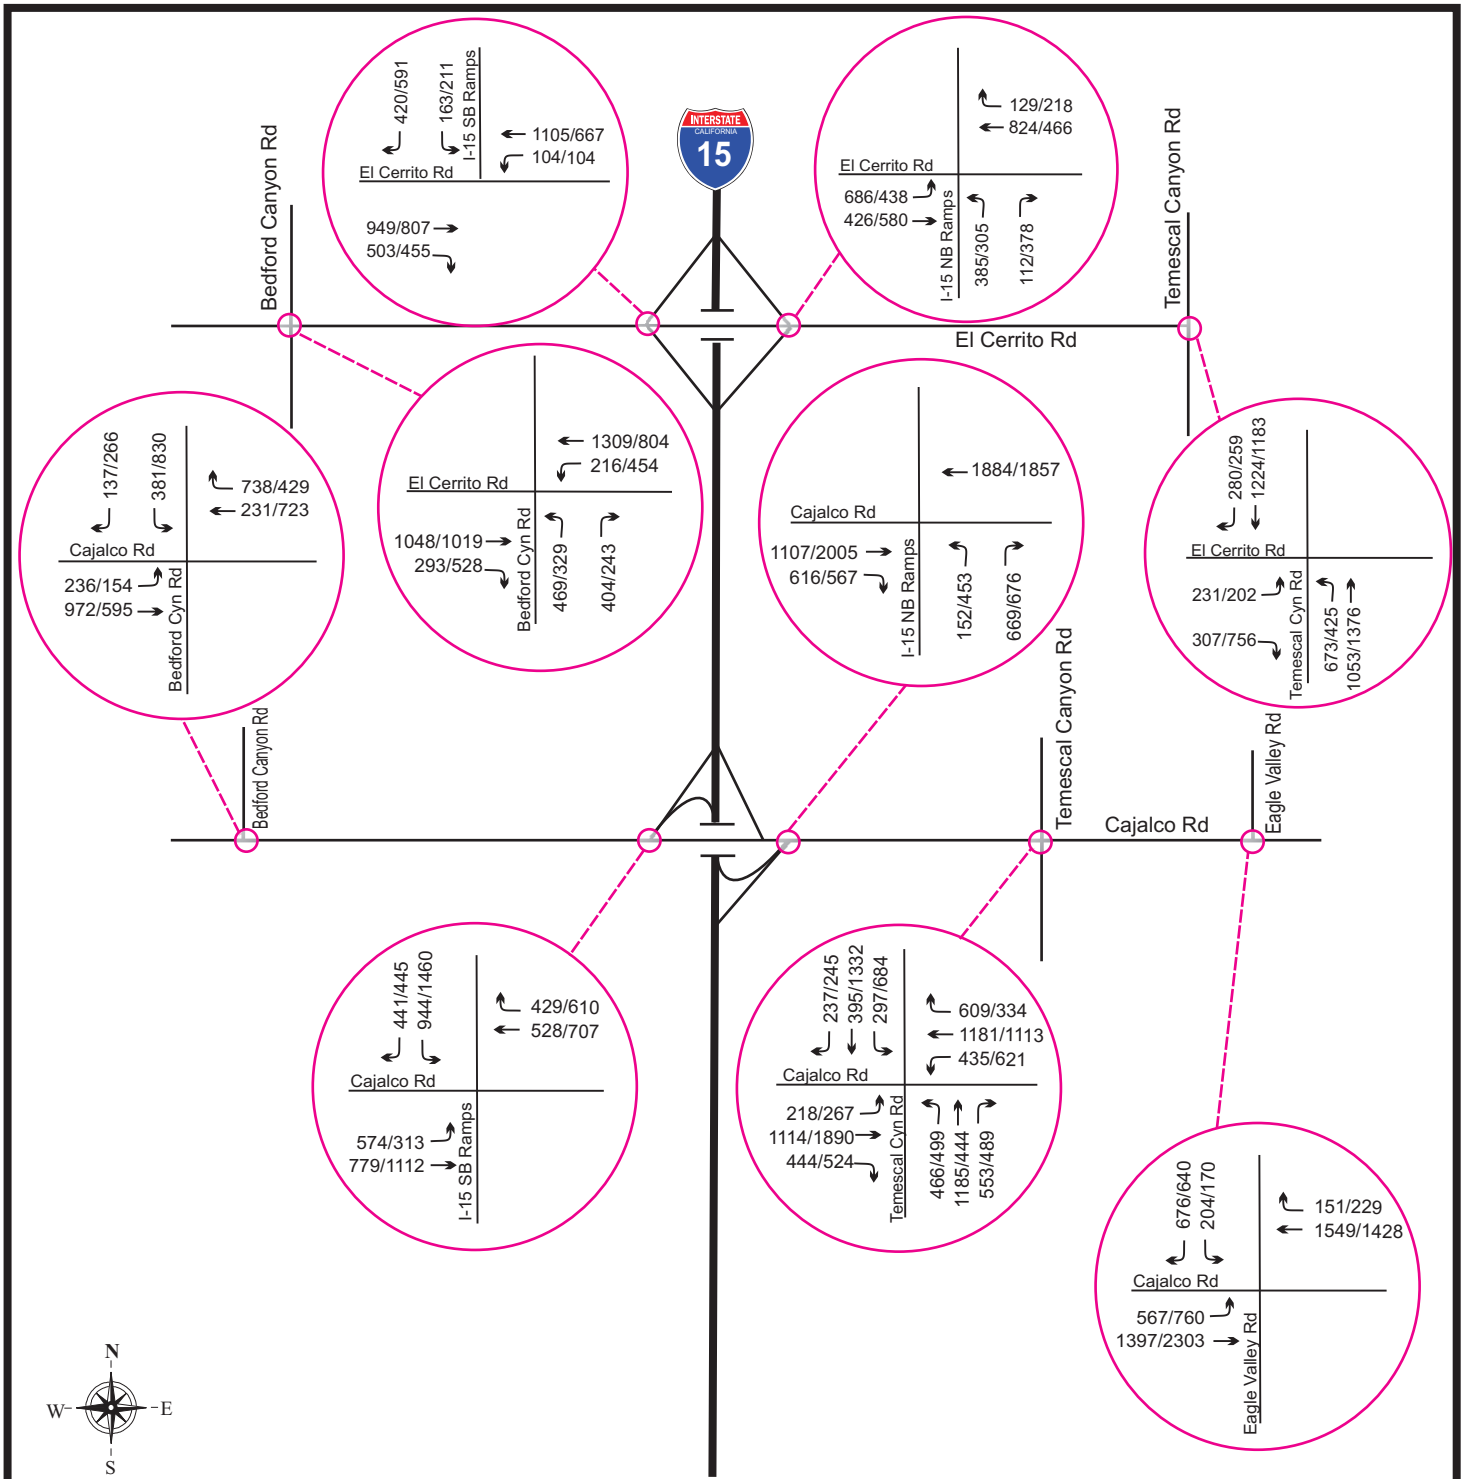 420/591
163/211
I-15 SB Ramps
1105/667
104/104
El Cerrito Rd
949/807
503/455
INTERSTATE
CALIFORNIA
15
129/218
824/466
El Cerrito Rd
686/438
426/580
I-15 NB Ramps
385/305
112/378
Bedford Canyon Rd
Temescal Canyon Rd
El Cerrito Rd
137/266
381/830
738/429
231/723
Cajalco Rd
236/154
972/595
Bedford Cyn Rd
1309/804
216/454
El Cerrito Rd
1048/1019
293/528
Bedford Cyn Rd
469/329
404/243
1884/1857
Cajalco Rd
1107/2005
616/567
I-15 NB Ramps
152/453
669/676
280/259
1224/183
El Cerrito Rd
231/202
307/756
Temescal Cyn Rd
673/425
1053/1376
Bedford Canyon Rd
Temescal Canyon Rd
Eagle Valley Rd
Cajalco Rd
441/445
944/1460
429/610
528/707
Cajalco Rd
574/313
779/1112
I-15 SB Ramps
237/245
395/1332
297/684
609/334
1181/1113
435/621
Cajalco Rd
218/267
1114/1890
444/524
Temescal Cyn Rd
466/499
1185/444
553/489
676/640
204/170
151/229
1549/1428
Cajalco Rd
567/760
1397/2303
Eagle Valley Rd
N
W
E
S